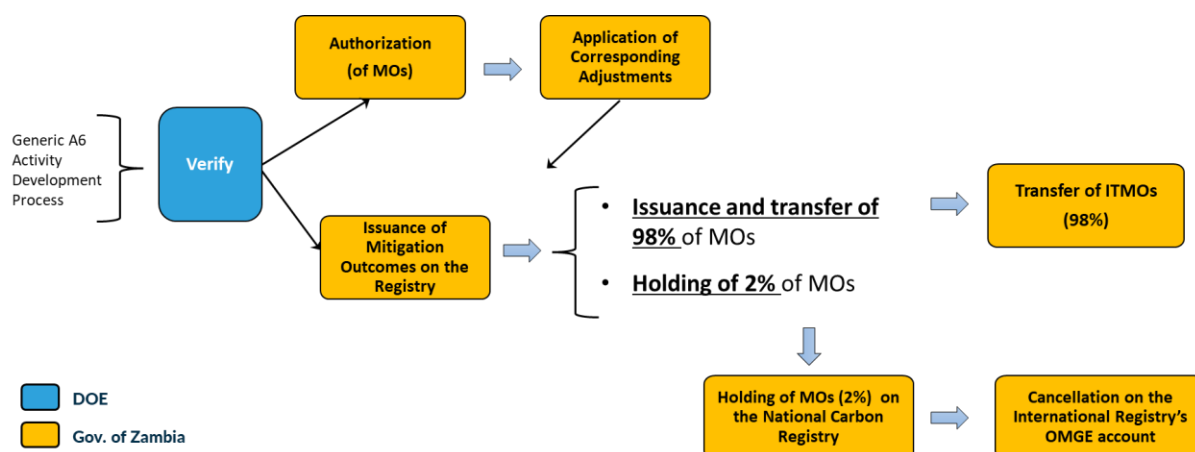 Generic A6
Activity
Development
Process
Verify
Authorization
(of MOs)
Application of
Corresponding
Adjustments
Issuance of
Mitigation
Outcomes on the
Registry
• Issuance and transfer of
98% of MOs
• Holding of 2% of MOs
Transfer of ITMOs
(98%)
Holding of MOs (2%) on
the National Carbon
Registry
Cancellation on the
International Registry's
OMGE account
DOE
Gov. of Zambia